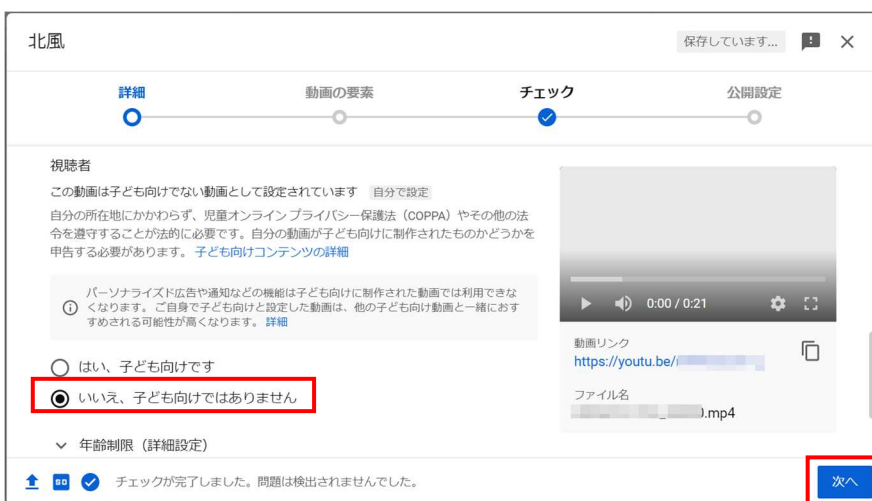 北風
保存しています...
詳細
動画の要素
チェック
公開設定
視聴者
この動画は子ども向けでない動画として設定されています 自分で設定
自分の所在地にかかわらず、児童オンライン プライバシー保護法（COPPA）やその他の法
令を遵守することが法的に必要です。自分の動画が子ども向けに制作されたものかどうかを
申告する必要があります。 子ども向けコンテンツの詳細
パーソナライズド広告や通知などの機能は子ども向けに制作された動画では利用できな
くなります。ご自身で子ども向けと設定した動画は、他の子ども向け動画と一緒におす
すめされる可能性が高くなります。 詳細
はい、子ども向けです
いいえ、子ども向けではありません
年齢制限（詳細設定）
0:00 / 0:21
動画リンク
https://youtu.be/
ファイル名
.mp4
SD
チェックが完了しました。問題は検出されませんでした。
次へ